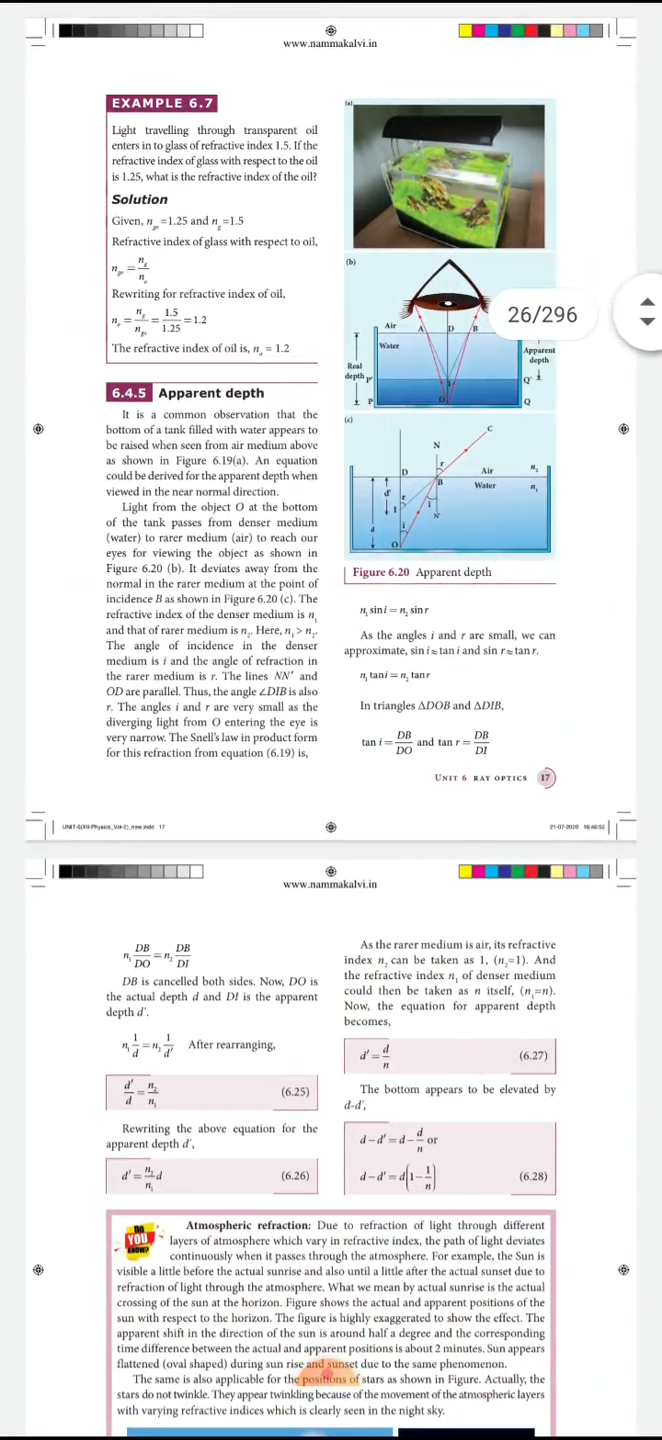 www.nammakalvi.in
EXAMPLE 6.7
Light travelling through transparent oil
enters in to glass of refractive index 1.5. If the
refractive index of glass with respect to the oil
is 1.25, what is the refractive index of the oil?
Solution
Given, n_go =1.25 and n_g =1.5
Refractive index of glass with respect to oil,
n_go = n_g / n_o
Rewriting for refractive index of oil,
n_o = n_g / n_go = 1.5 / 1.25 = 1.2
The refractive index of oil is, n_o = 1.2
6.4.5 Apparent depth
It is a common observation that the
bottom of a tank filled with water appears to
be raised when seen from air medium above
as shown in Figure 6.19(a). An equation
could be derived for the apparent depth when
viewed in the near normal direction.
Light from the object O at the bottom
of the tank passes from denser medium
(water) to rarer medium (air) to reach our
eyes for viewing the object as shown in
Figure 6.20 (b). It deviates away from the
normal in the rarer medium at the point of
incidence B as shown in Figure 6.20 (c). The
refractive index of the denser medium is n₁
and that of rarer medium is n₂. Here, n₁ > n₂.
The angle of incidence in the denser
medium is i and the angle of refraction in
the rarer medium is r. The lines NN' and
OD are parallel. Thus, the angle ∠DIB is also
r. The angles i and r are very small as the
diverging light from O entering the eye is
very narrow. The Snell's law in product form
for this refraction from equation (6.19) is,
(a)
(b)
26/296
Air
A
D
B
Water
Apparent
depth
Real
depth P'
I
Q'
P
O
Q
(c)
C
N
r
D
Air
n₂
B
Water
n₁
d'
r
i
I
N'
d
i
O
Figure 6.20 Apparent depth
n₁ sin i = n₂ sin r
As the angles i and r are small, we can
approximate, sin i ≈ tan i and sin r ≈ tan r.
n₁ tan i = n₂ tan r
In triangles ΔDOB and ΔDIB,
tan i = DB / DO and tan r = DB / DI
UNIT 6 RAY OPTICS 17
UNIT-6(XII-Physics_Vol-2)_new.indd 17
21-07-2020 16:46:52
www.nammakalvi.in
n₁ DB / DO = n₂ DB / DI
DB is cancelled both sides. Now, DO is
the actual depth d and DI is the apparent
depth d'.
n₁ 1 / d = n₂ 1 / d' After rearranging,
d' / d = n₂ / n₁ (6.25)
Rewriting the above equation for the
apparent depth d',
d' = n₂ / n₁ d (6.26)
As the rarer medium is air, its refractive
index n₂ can be taken as 1, (n₂=1). And
the refractive index n₁ of denser medium
could then be taken as n itself, (n₁=n).
Now, the equation for apparent depth
becomes,
d' = d / n (6.27)
The bottom appears to be elevated by
d-d',
d – d' = d – d / n or
d – d' = d(1 – 1 / n) (6.28)
DO
YOU
KNOW?
Atmospheric refraction: Due to refraction of light through different
layers of atmosphere which vary in refractive index, the path of light deviates
continuously when it passes through the atmosphere. For example, the Sun is
visible a little before the actual sunrise and also until a little after the actual sunset due to
refraction of light through the atmosphere. What we mean by actual sunrise is the actual
crossing of the sun at the horizon. Figure shows the actual and apparent positions of the
sun with respect to the horizon. The figure is highly exaggerated to show the effect. The
apparent shift in the direction of the sun is around half a degree and the corresponding
time difference between the actual and apparent positions is about 2 minutes. Sun appears
flattened (oval shaped) during sun rise and sunset due to the same phenomenon.
The same is also applicable for the positions of stars as shown in Figure. Actually, the
stars do not twinkle. They appear twinkling because of the movement of the atmospheric layers
with varying refractive indices which is clearly seen in the night sky.